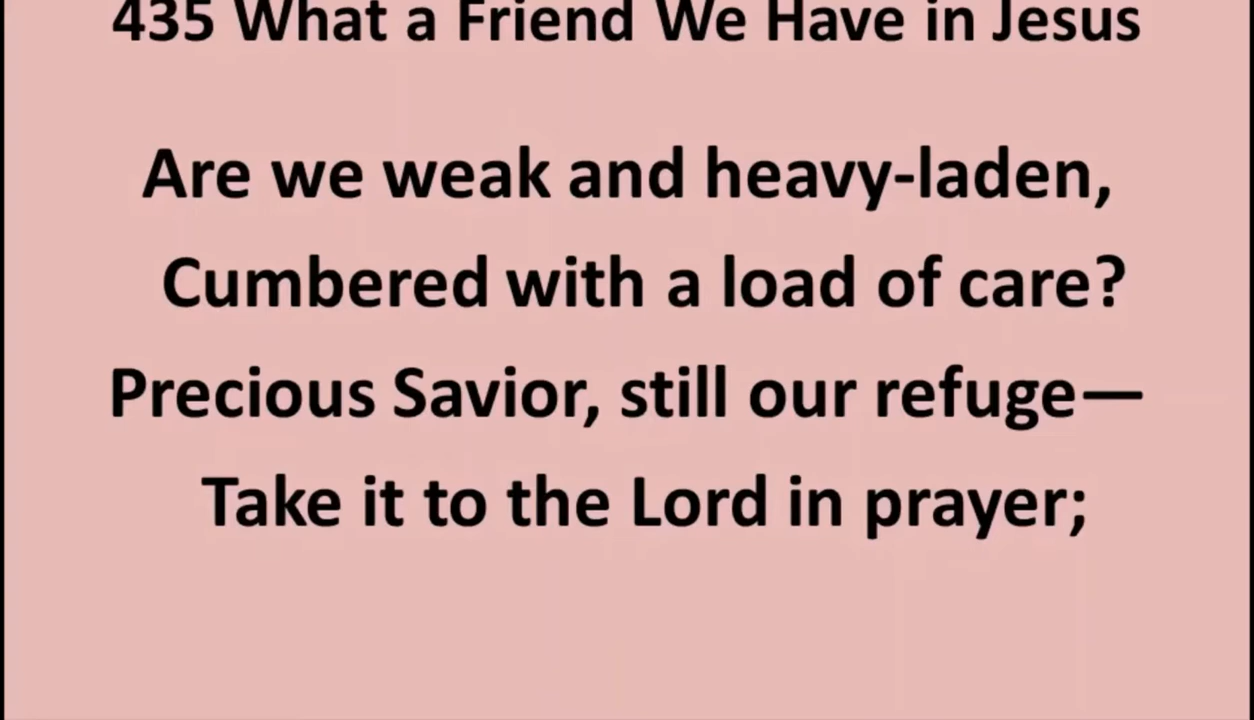 435 What a Friend We Have in Jesus
Are we weak and heavy-laden,
Cumbered with a load of care?
Precious Savior, still our refuge—
Take it to the Lord in prayer;